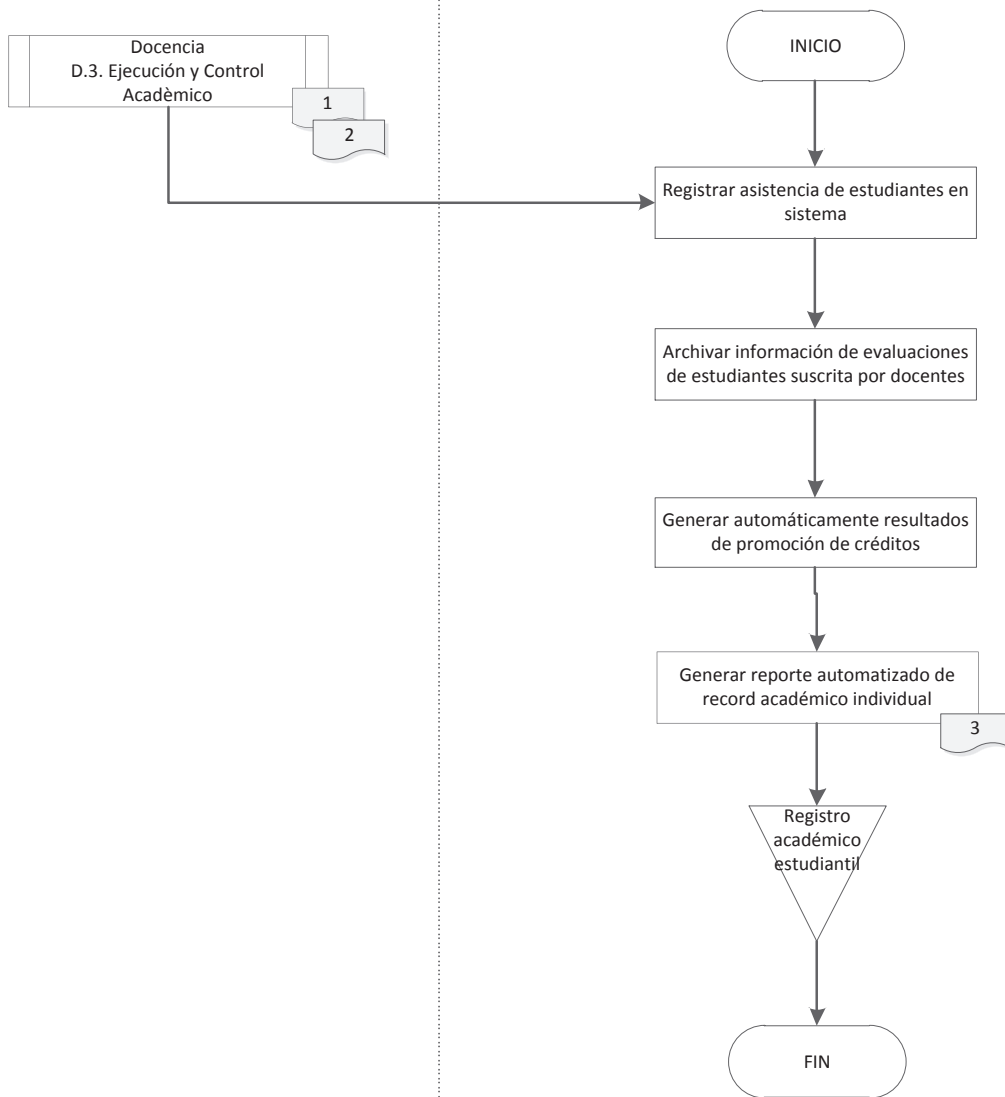 Docencia
D.3. Ejecución y Control
Acadèmico
1
2
INICIO
Registrar asistencia de estudiantes en
sistema
Archivar información de evaluaciones
de estudiantes suscrita por docentes
Generar automáticamente resultados
de promoción de créditos
Generar reporte automatizado de
record académico individual
3
Registro
académico
estudiantil
FIN